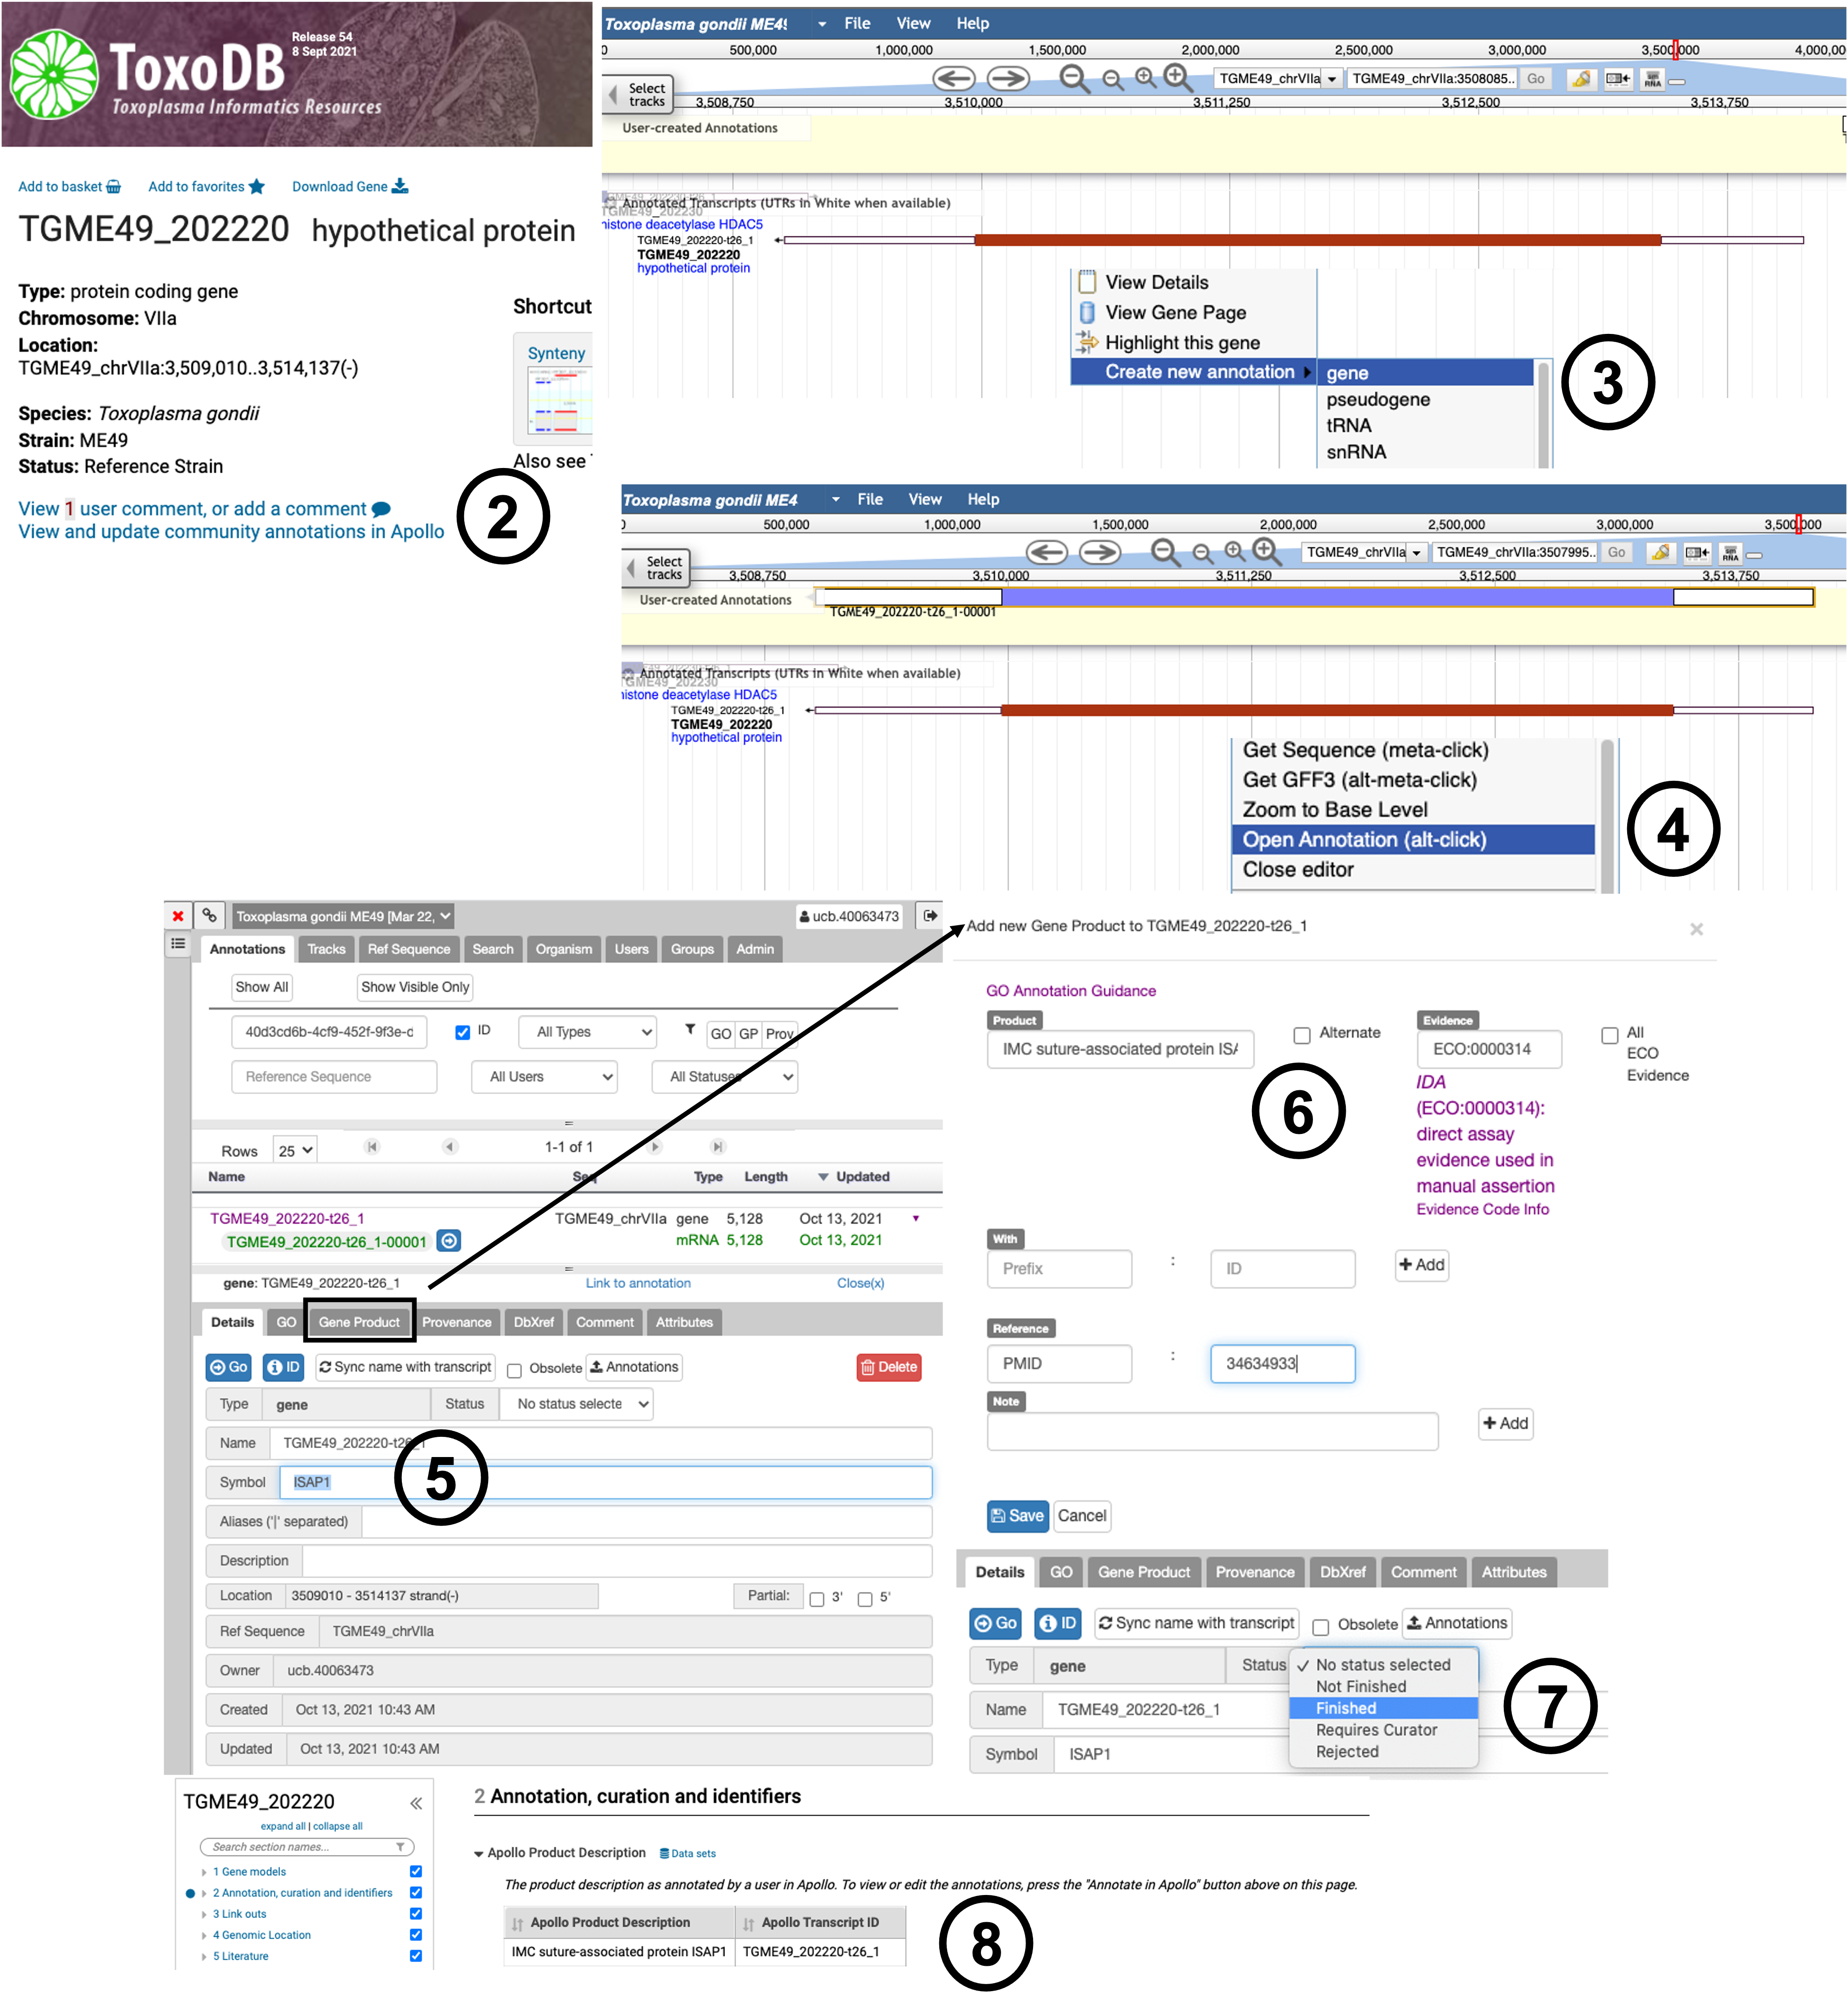 ToxoDB
Release 54
8 Sept 2021
Toxoplasma Informatics Resources
Add to basket
Add to favorites
Download Gene
TGME49_202220 hypothetical protein
Type: protein coding gene
Chromosome: VIIa
Location:
TGME49_chrVIIa:3,509,010..3,514,137(-)
Species: Toxoplasma gondii
Strain: ME49
Status: Reference Strain
Shortcut
Synteny
Also see
View 1 user comment, or add a comment
View and update community annotations in Apollo
2
Toxoplasma gondii ME49 File View Help
0 500,000 1,000,000 1,500,000 2,000,000 2,500,000 3,000,000 3,500,000 4,000,00
Select tracks
TGME49_chrVIIa TGME49_chrVIIa:3508085.. Go
3,508,750 3,510,000 3,511,250 3,512,500 3,513,750
User-created Annotations
Annotated Transcripts (UTRs in White when available)
TGME49_202230
histone deacetylase HDAC5
TGME49_202220-t26_1
TGME49_202220
hypothetical protein
View Details
View Gene Page
Highlight this gene
Create new annotation
gene
pseudogene
tRNA
snRNA
3
Toxoplasma gondii ME4 File View Help
0 500,000 1,000,000 1,500,000 2,000,000 2,500,000 3,000,000 3,500,000
Select tracks
TGME49_chrVIIa TGME49_chrVIIa:3507995.. Go
3,508,750 3,510,000 3,511,250 3,512,500 3,513,750
User-created Annotations
TGME49_202220-t26_1-00001
Annotated Transcripts (UTRs in White when available)
TGME49_202230
histone deacetylase HDAC5
TGME49_202220-t26_1
TGME49_202220
hypothetical protein
Get Sequence (meta-click)
Get GFF3 (alt-meta-click)
Zoom to Base Level
Open Annotation (alt-click)
Close editor
4
Toxoplasma gondii ME49 [Mar 22,
ucb.40063473
Annotations Tracks Ref Sequence Search Organism Users Groups Admin
Show All Show Visible Only
40d3cd6b-4cf9-452f-9f3e-c ID All Types GO GP Prov
Reference Sequence All Users All Statuses
Rows 25 1-1 of 1
Name Seq Type Length Updated
TGME49_202220-t26_1 TGME49_chrVIIa gene 5,128 Oct 13, 2021
TGME49_202220-t26_1-00001 mRNA 5,128 Oct 13, 2021
gene: TGME49_202220-t26_1 Link to annotation Close(x)
Details GO Gene Product Provenance DbXref Comment Attributes
Go ID Sync name with transcript Obsolete Annotations Delete
Type gene Status No status selecte
Name TGME49_202220-t26_1
Symbol ISAP1
Aliases ('|' separated)
Description
Location 3509010 - 3514137 strand(-) Partial: 3' 5'
Ref Sequence TGME49_chrVIIa
Owner ucb.40063473
Created Oct 13, 2021 10:43 AM
Updated Oct 13, 2021 10:43 AM
5
Add new Gene Product to TGME49_202220-t26_1
GO Annotation Guidance
Product
IMC suture-associated protein ISA
Alternate
Evidence
ECO:0000314
All
ECO
Evidence
IDA
(ECO:0000314):
direct assay
evidence used in
manual assertion
Evidence Code Info
6
With
Prefix : ID Add
Reference
PMID : 34634933
Note
Add
Save Cancel
Details GO Gene Product Provenance DbXref Comment Attributes
Go ID Sync name with transcript Obsolete Annotations
Type gene Status
No status selected
Not Finished
Finished
Requires Curator
Rejected
Name TGME49_202220-t26_1
Symbol ISAP1
7
TGME49_202220
expand all | collapse all
Search section names...
1 Gene models
2 Annotation, curation and identifiers
3 Link outs
4 Genomic Location
5 Literature
2 Annotation, curation and identifiers
Apollo Product Description Data sets
The product description as annotated by a user in Apollo. To view or edit the annotations, press the "Annotate in Apollo" button above on this page.
Apollo Product Description Apollo Transcript ID
IMC suture-associated protein ISAP1 TGME49_202220-t26_1
8